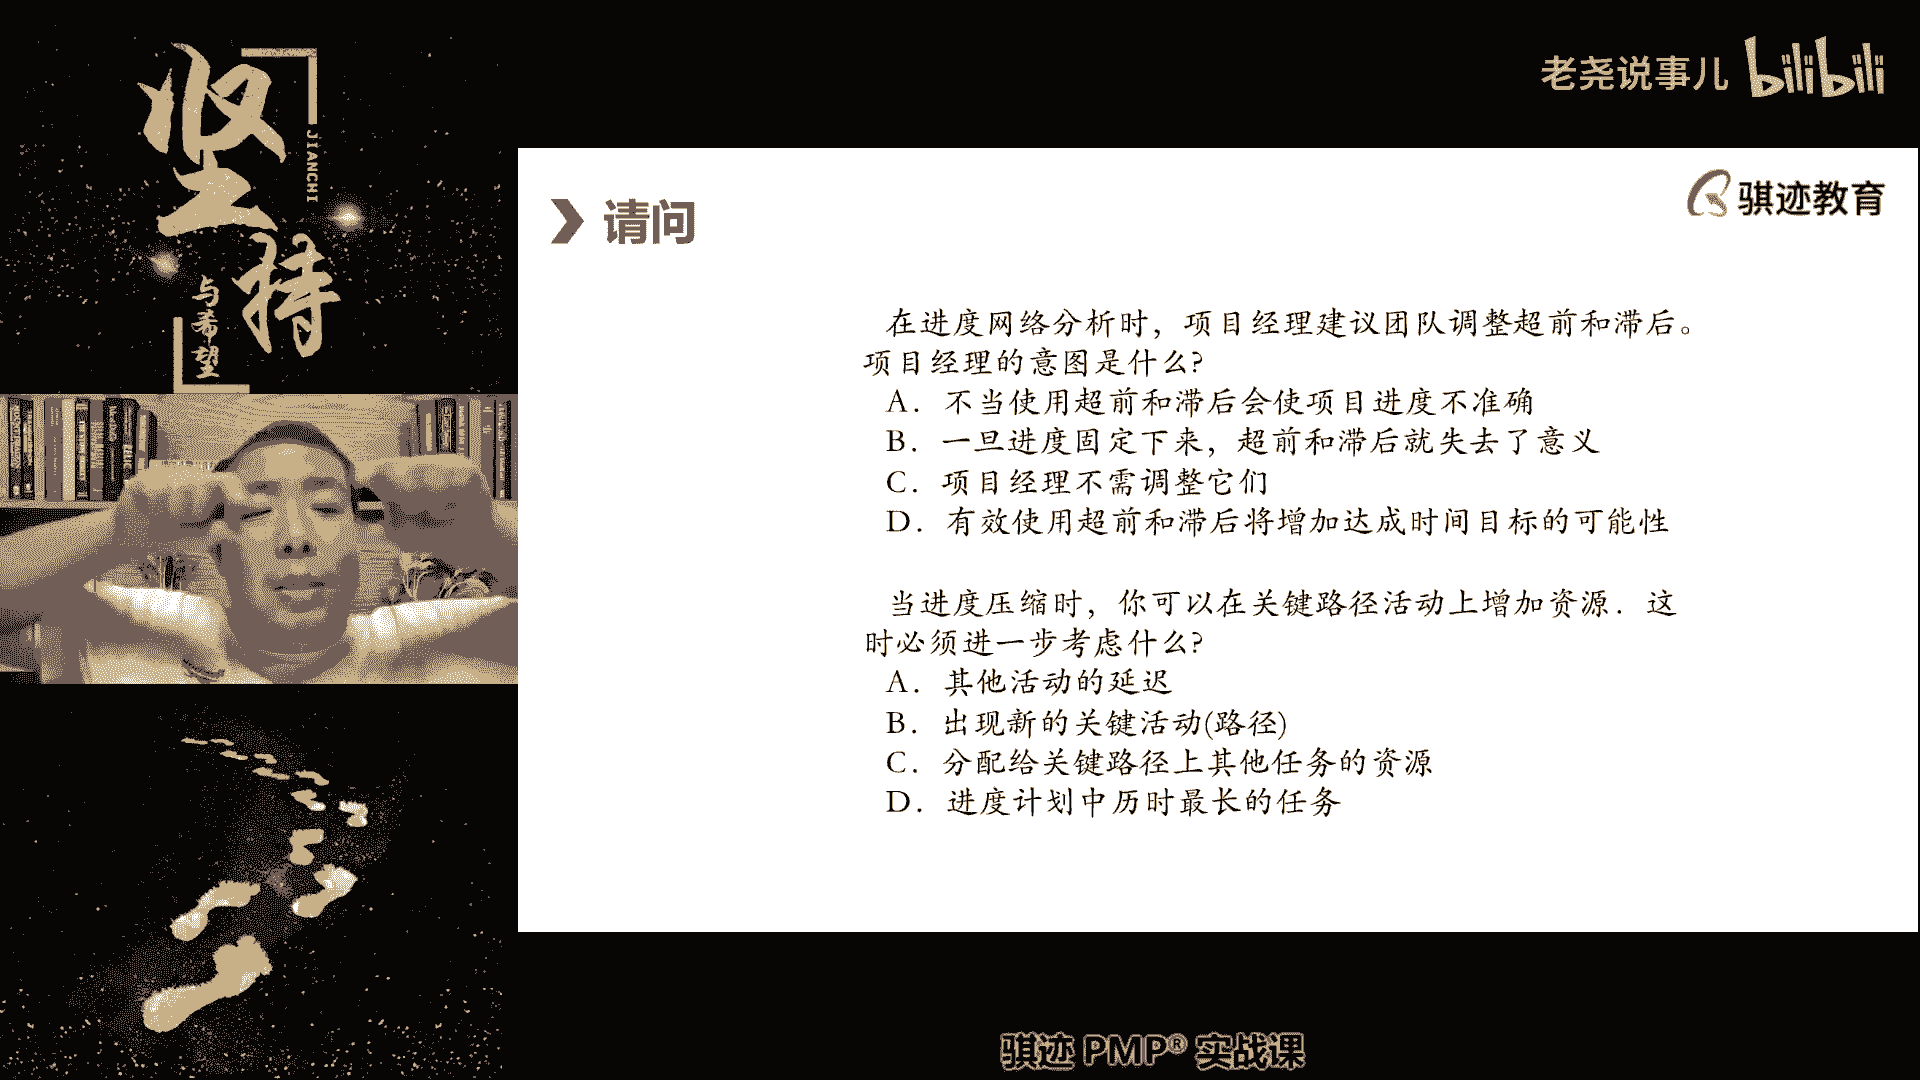 坚持
JIANCHI
与希望
老尧说事儿 bilibili
骐迹教育
请问
在进度网络分析时，项目经理建议团队调整超前和滞后。
项目经理的意图是什么?
A. 不当使用超前和滞后会使项目进度不准确
B. 一旦进度固定下来，超前和滞后就失去了意义
C. 项目经理不需调整它们
D. 有效使用超前和滞后将增加达成时间目标的可能性
当进度压缩时，你可以在关键路径活动上增加资源. 这
时必须进一步考虑什么?
A. 其他活动的延迟
B. 出现新的关键活动(路径)
C. 分配给关键路径上其他任务的资源
D. 进度计划中历时最长的任务
骐迹 PMP® 实战课